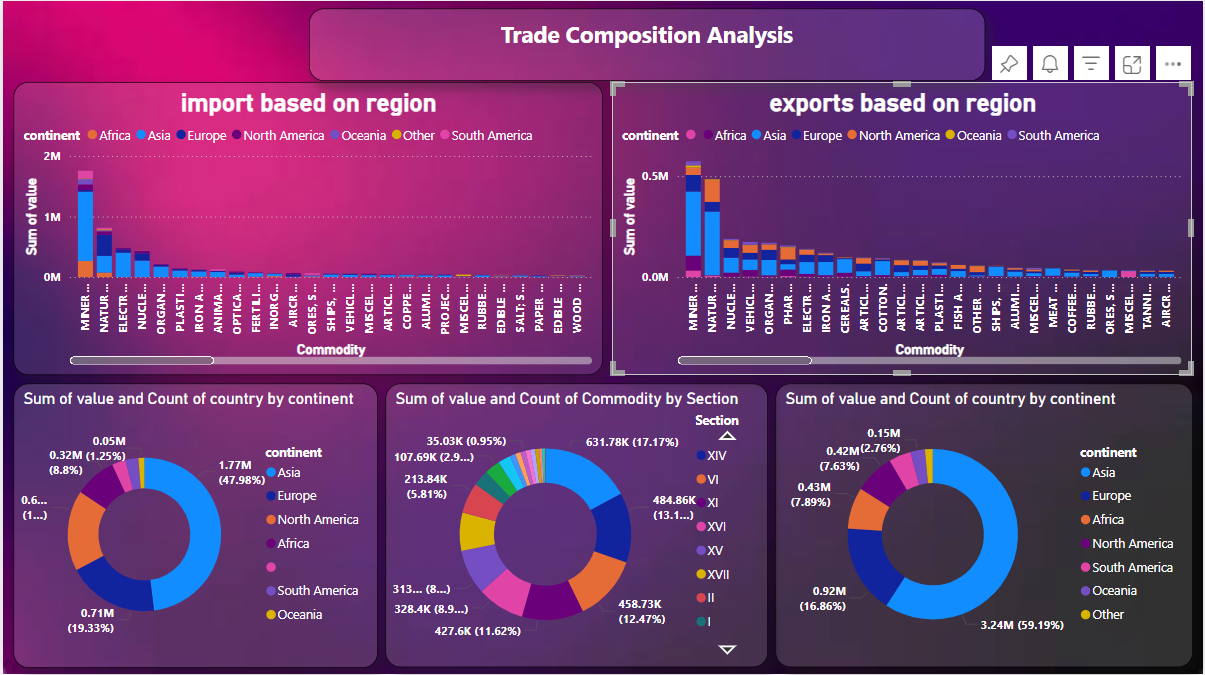 Trade Composition Analysis
import based on region
continent Africa Asia Europe North America Oceania Other South America
2M
1M
0M
Sum of value
MINER...
NATUR...
ELECTR...
NUCLE...
ORGAN...
PLASTI...
IRON A...
ANIMA...
OPTICA...
FERTILI...
INORG...
AIRCR...
ORES, S...
SHIPS, ...
VEHICL...
MISCEL...
ARTICL...
COPPE...
ALUMI...
PROJEC...
MISCEL...
RUBBE...
EDIBLE ...
SALT; S...
PAPER ...
EDIBLE ...
WOOD ...
Commodity
exports based on region
continent Africa Asia Europe North America Oceania South America
0.5M
0.0M
Sum of value
MINER...
NATUR...
NUCLE...
VEHICL...
ORGAN...
PHAR...
ELECTR...
IRON A...
CEREALS.
ARTICL...
COTTON.
ARTICL...
ARTICL...
PLASTI...
FISH A...
OTHER ...
SHIPS, ...
ALUMI...
MISCEL...
MEAT ...
COFFEE...
RUBBE...
ORES, S...
MISCEL...
TANNI...
AIRCR...
Commodity
Sum of value and Count of country by continent
0.05M
(1.25%)
0.32M
(8.8%)
0.6...
(1...)
1.77M
(47.98%)
0.71M
(19.33%)
continent
Asia
Europe
North America
Africa
South America
Oceania
Sum of value and Count of Commodity by Section
35.03K (0.95%)
107.69K (2.9...)
213.84K
(5.81%)
313... (8...)
328.4K (8.9...)
427.6K (11.62%)
631.78K (17.17%)
484.86K
(13.1...)
458.73K
(12.47%)
Section
XIV
VI
XI
XVI
XV
XVII
II
I
Sum of value and Count of country by continent
0.15M
(2.76%)
0.42M
(7.63%)
0.43M
(7.89%)
0.92M
(16.86%)
3.24M (59.19%)
continent
Asia
Europe
Africa
North America
South America
Oceania
Other